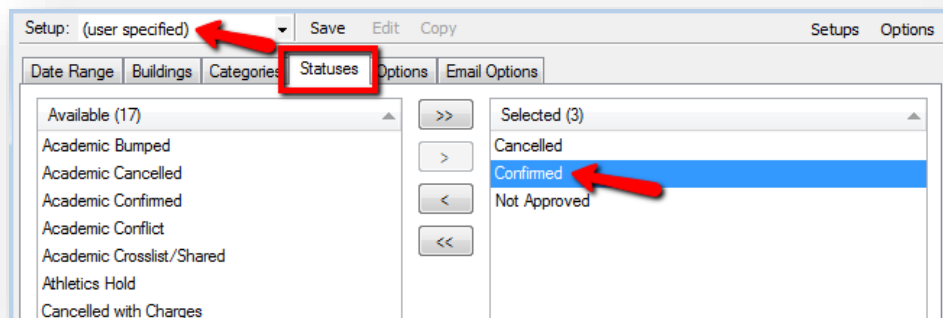 Setup: (user specified) Save Edit Copy Setups Options
Date Range Buildings Categories Statuses Options Email Options
Available (17) >> Selected (3)
Academic Bumped Cancelled
Academic Cancelled > Confirmed
Academic Confirmed < Not Approved
Academic Conflict <<
Academic Crosslist/Shared
Athletics Hold
Cancelled with Charges